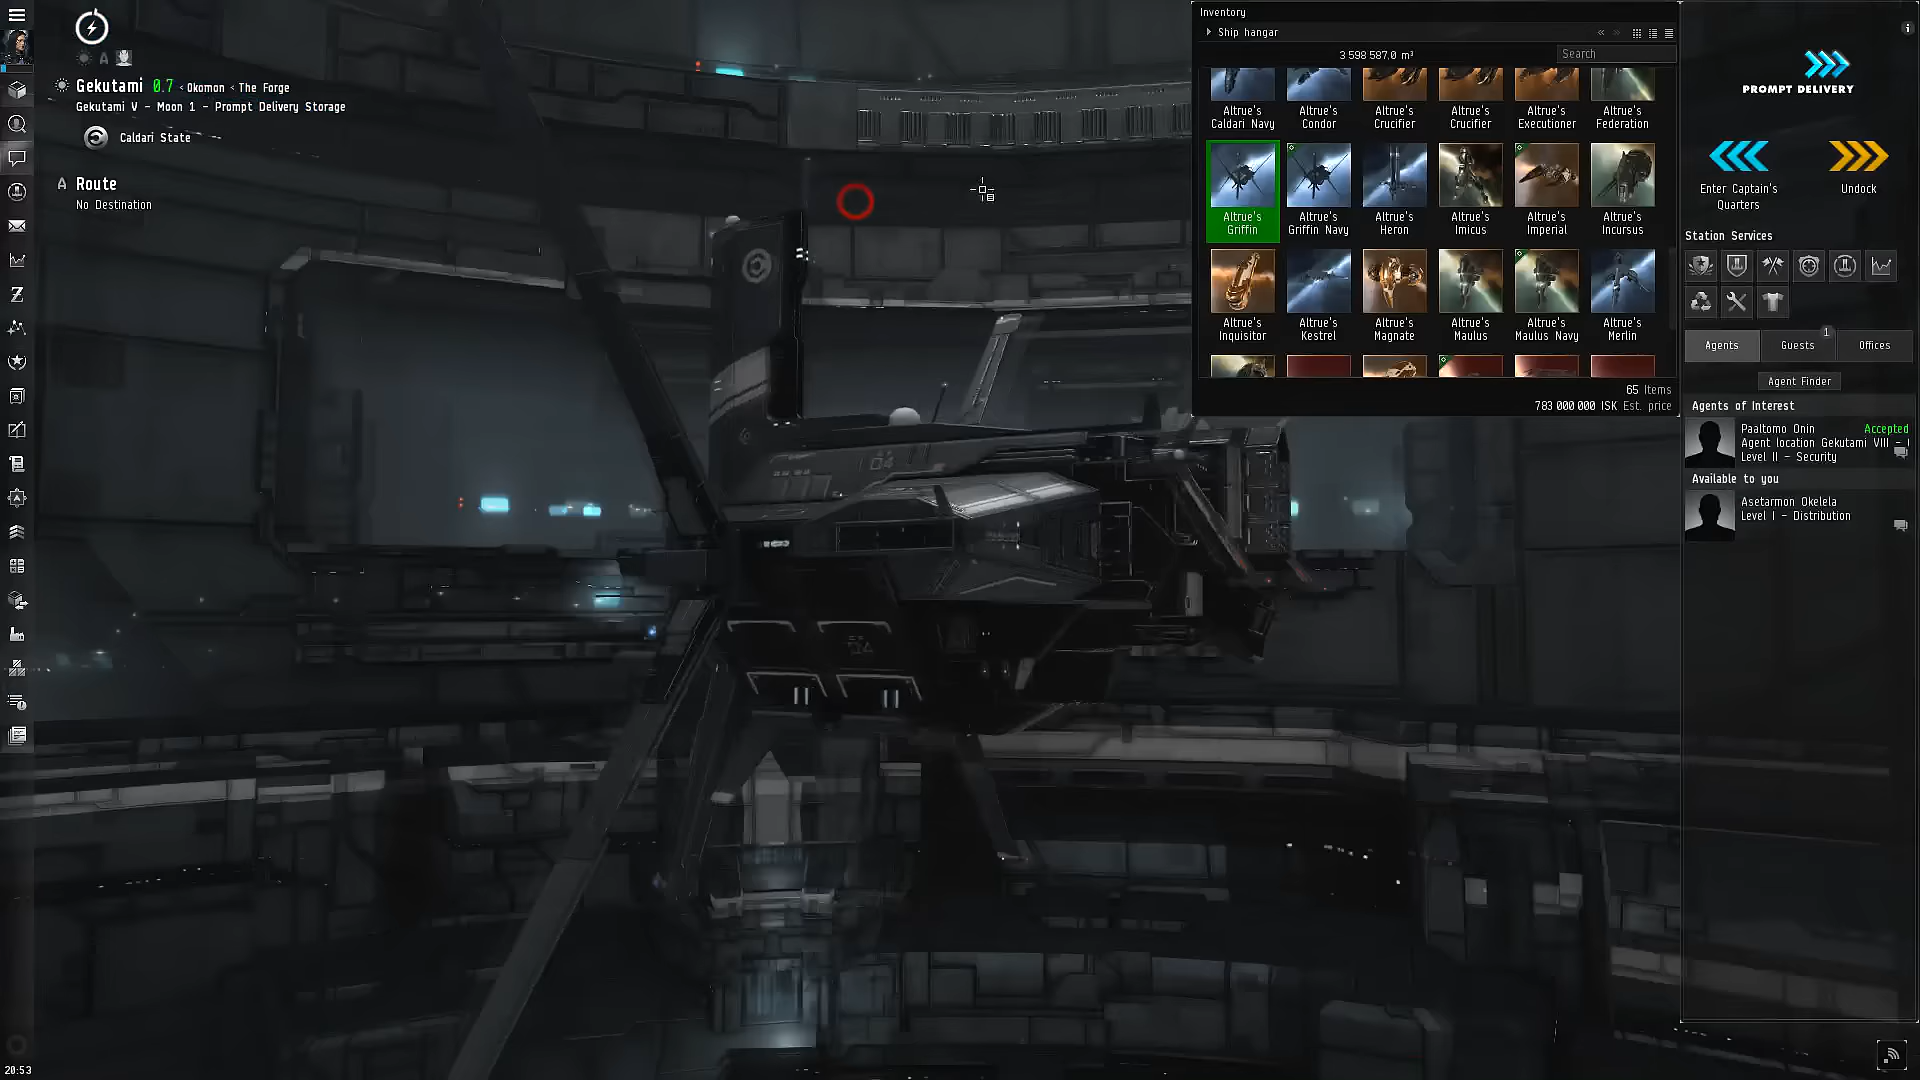 Gekutami 0.7 < Okomon < The Forge
Gekutami V - Moon 1 - Prompt Delivery Storage
Caldari State
Route
No Destination
20:53
Inventory
Ship hangar
3 598 587,0 m³
Search
Altrue's Caldari Navy
Altrue's Condor
Altrue's Crucifier
Altrue's Crucifier
Altrue's Executioner
Altrue's Federation
Altrue's Griffin
Altrue's Griffin Navy
Altrue's Heron
Altrue's Imicus
Altrue's Imperial
Altrue's Incursus
Altrue's Inquisitor
Altrue's Kestrel
Altrue's Magnate
Altrue's Maulus
Altrue's Maulus Navy
Altrue's Merlin
65 Items
783 000 000 ISK Est. price
PROMPT DELIVERY
Enter Captain's
Quarters
Undock
Station Services
Agents
Guests
1
Offices
Agent Finder
Agents of Interest
Paaltomo Onin
Accepted
Agent location Gekutami VIII -
Level II - Security
Available to you
Asetarmon Okelela
Level I - Distribution
04